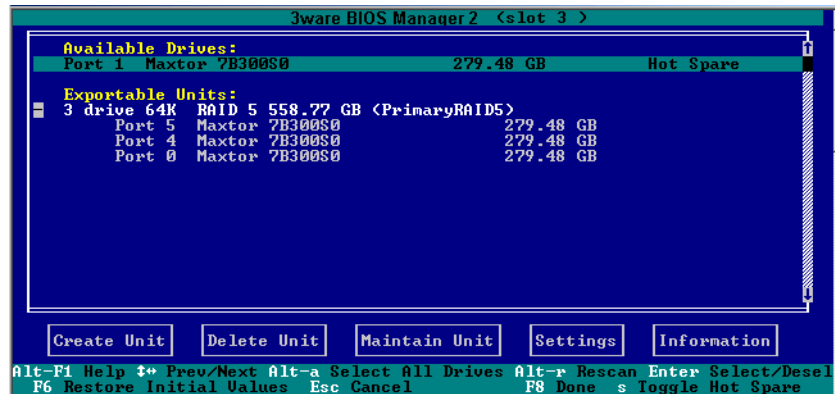 3ware BIOS Manager 2 (slot 3 )
Available Drives:
Port 1 Maxtor 7B300S0 279.48 GB Hot Spare
Exportable Units:
3 drive 64K RAID 5 558.77 GB (PrimaryRAID5)
Port 5 Maxtor 7B300S0 279.48 GB
Port 4 Maxtor 7B300S0 279.48 GB
Port 0 Maxtor 7B300S0 279.48 GB
Create Unit Delete Unit Maintain Unit Settings Information
Alt-F1 Help ↕↔ Prev/Next Alt-a Select All Drives Alt-r Rescan Enter Select/Desel
F6 Restore Initial Values Esc Cancel F8 Done s Toggle Hot Spare